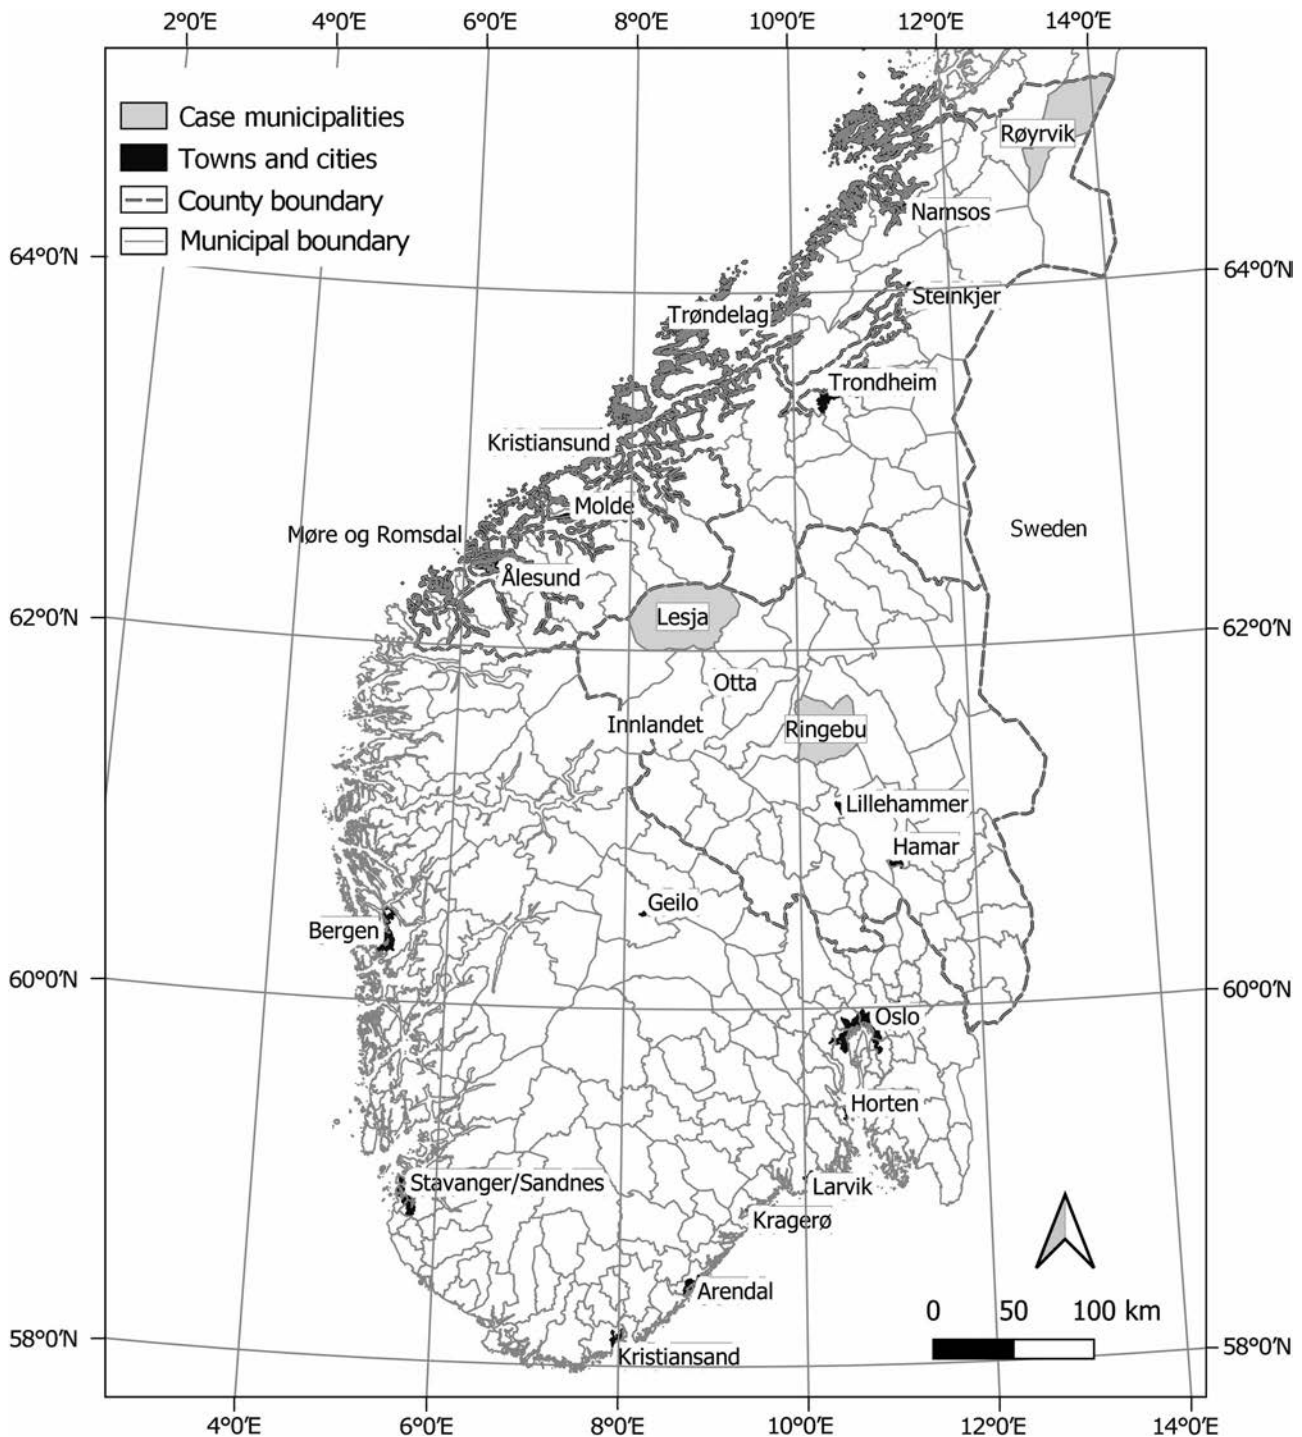 2°0'E 4°0'E 6°0'E 8°0'E 10°0'E 12°0'E 14°0'E
Case municipalities
Towns and cities
County boundary
Municipal boundary
Røyrvik
Namsos
64°0'N
64°0'N
Steinkjer
Trøndelag
Trondheim
Kristiansund
Molde
Møre og Romsdal
Sweden
Ålesund
62°0'N
Lesja
62°0'N
Otta
Innlandet
Ringebu
Lillehammer
Hamar
Geilo
Bergen
60°0'N
60°0'N
Oslo
Horten
Stavanger/Sandnes
Larvik
Kragerø
Arendal
0 50 100 km
58°0'N
58°0'N
Kristiansand
4°0'E 6°0'E 8°0'E 10°0'E 12°0'E 14°0'E